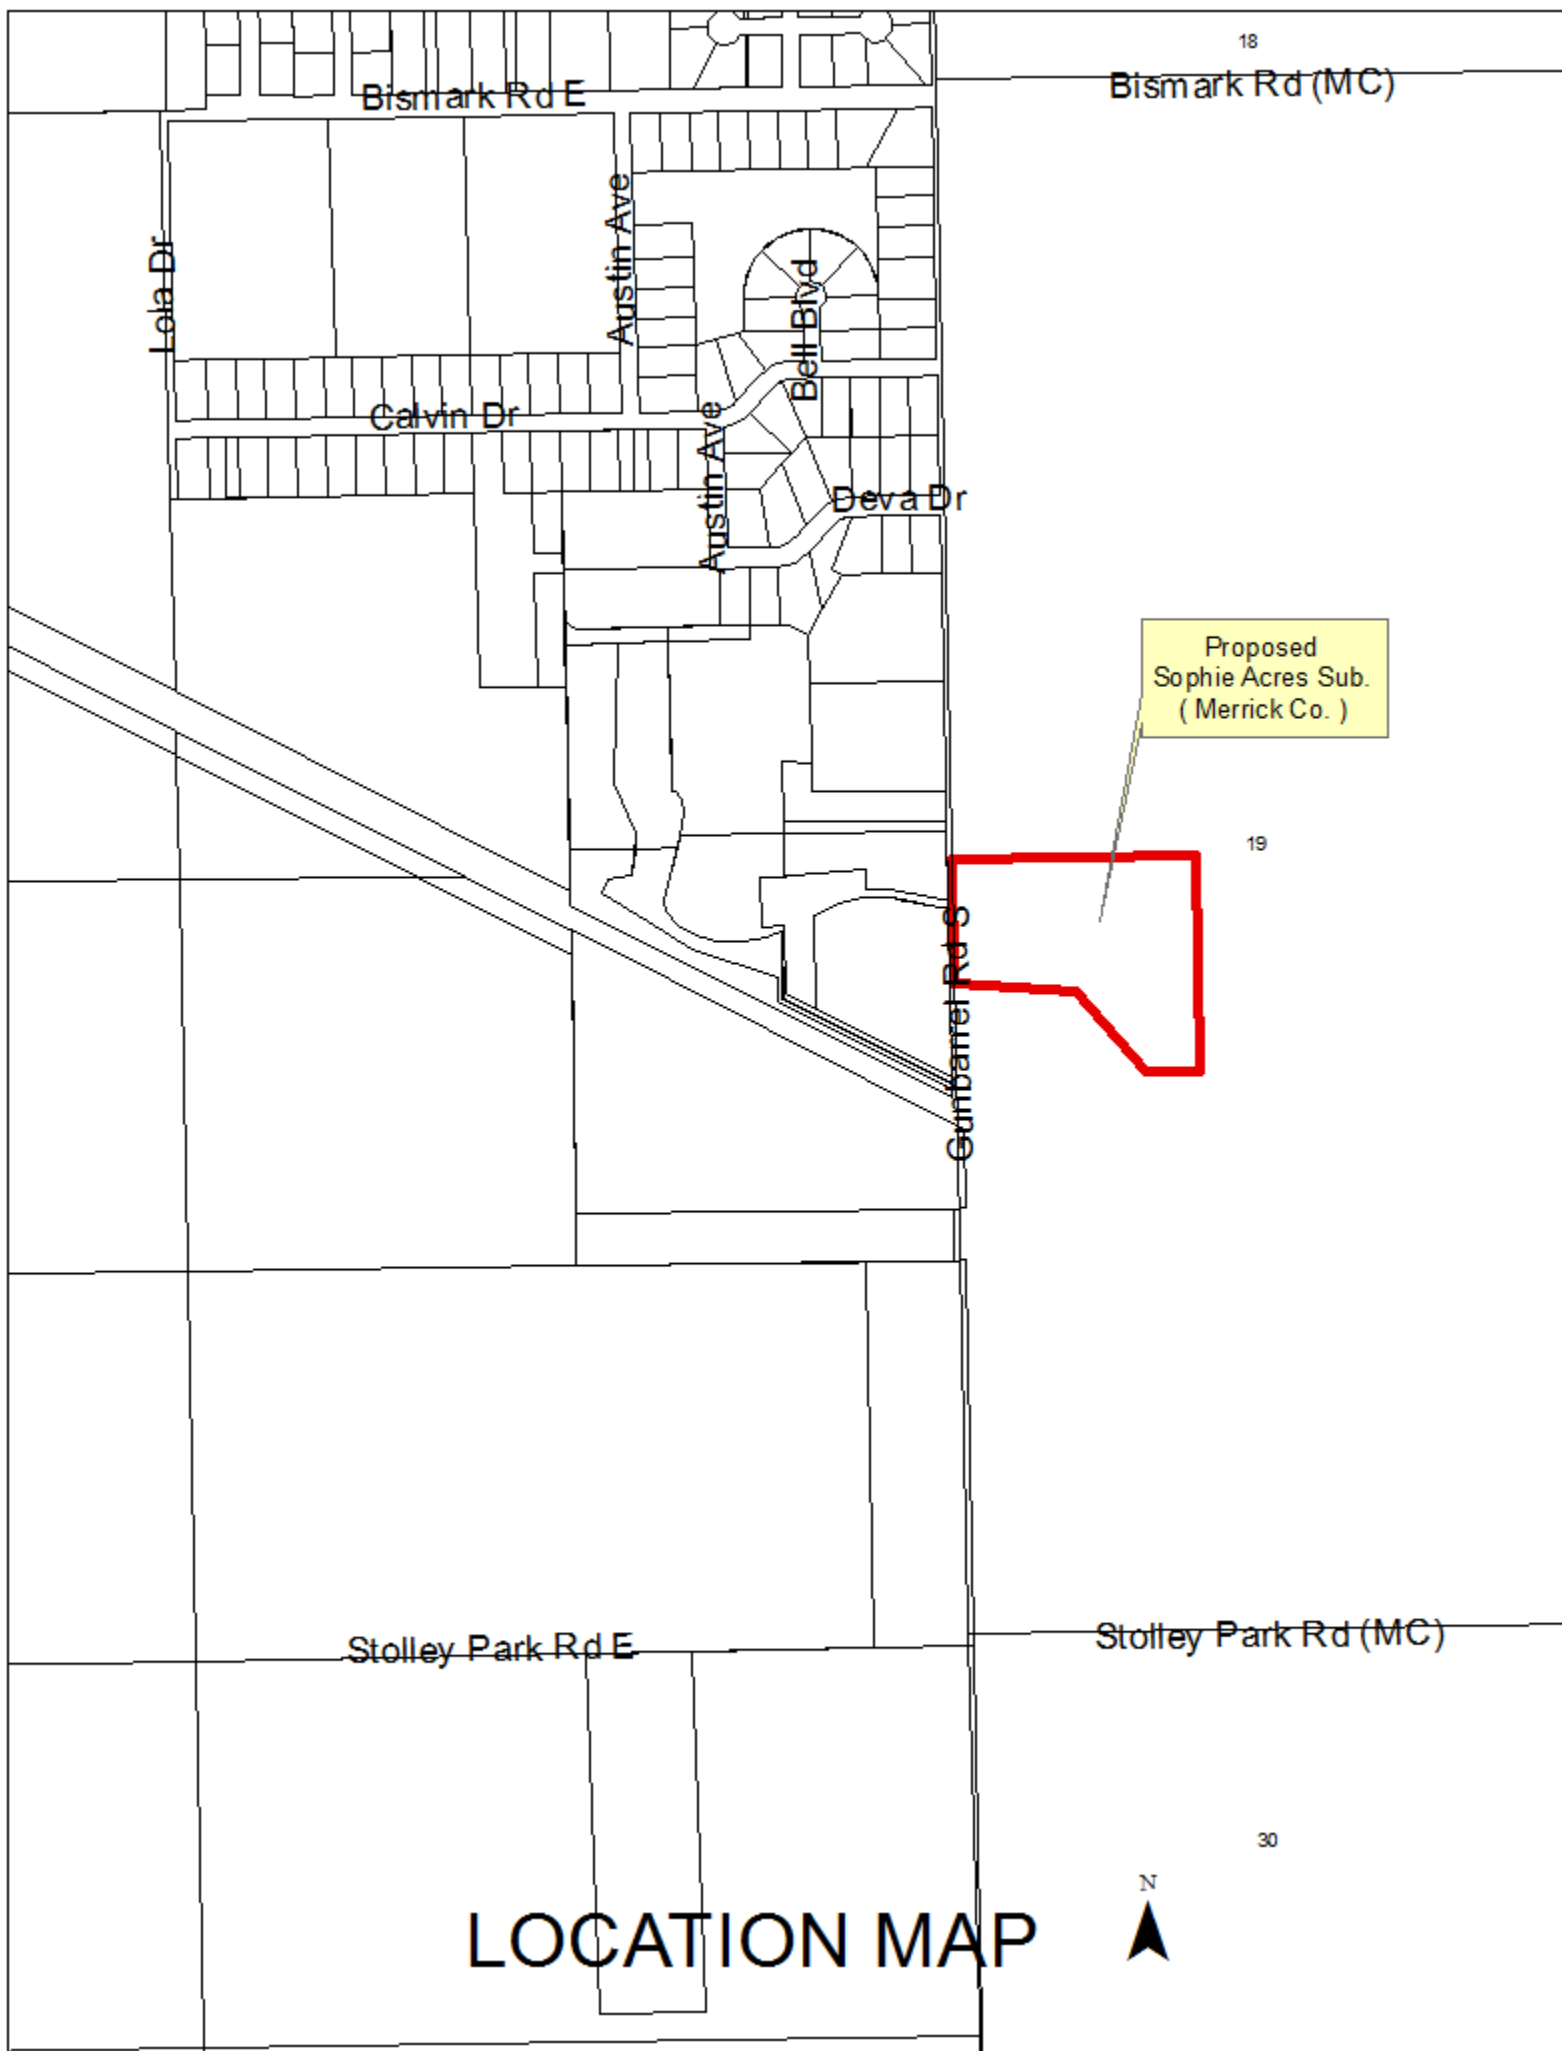 18
Bismark Rd E
Bismark Rd (MC)
Austin Ave
Lola Dr
Bell Blvd
Calvin Dr
Austin Ave
Deva Dr
Proposed
Sophie Acres Sub.
( Merrick Co. )
19
Gunbarrel Rd S
Stolley Park Rd E
Stolley Park Rd (MC)
30
N
LOCATION MAP